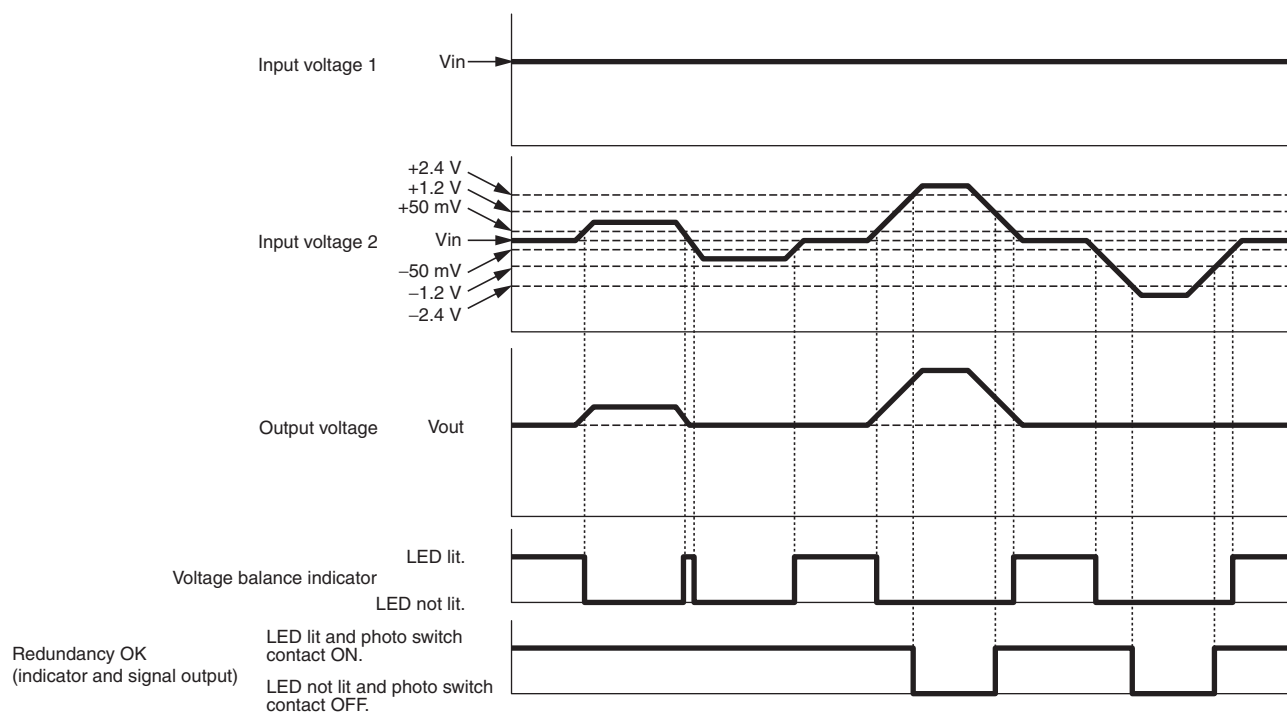 Input voltage 1
Vin
+2.4 V
+1.2 V
+50 mV
Input voltage 2
Vin
−50 mV
−1.2 V
−2.4 V
Output voltage
Vout
LED lit.
Voltage balance indicator
LED not lit.
Redundancy OK
(indicator and signal output)
LED lit and photo switch
contact ON.
LED not lit and photo switch
contact OFF.